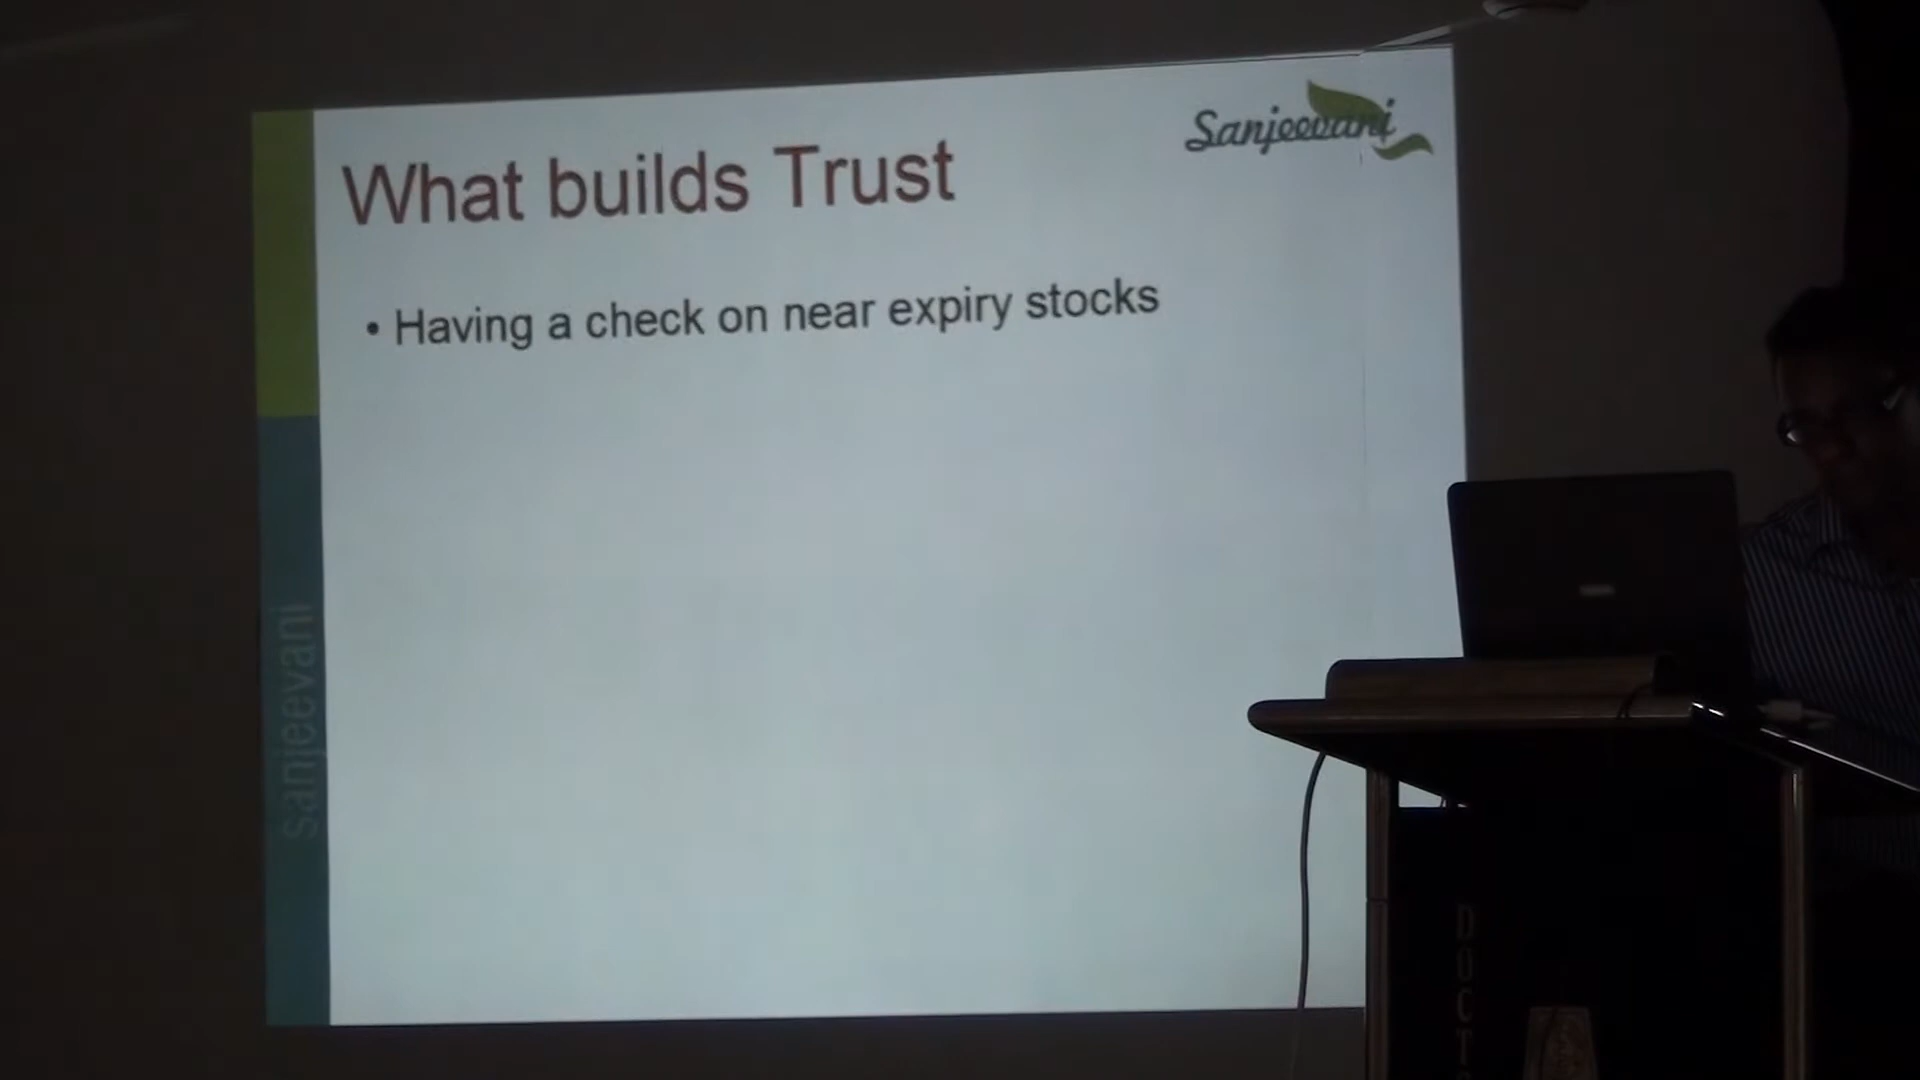 Sanjeevani
What builds Trust
• Having a check on near expiry stocks
sanjeevani